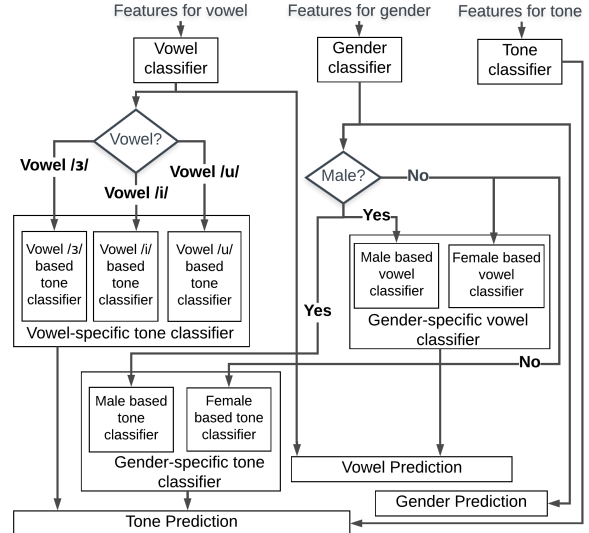 Features for vowel
Features for gender
Features for tone
Vowel
classifier
Gender
classifier
Tone
classifier
Vowel?
Male?
No
Vowel /ɜ/
Vowel /i/
Vowel /u/
Yes
Vowel /ɜ/
based
tone
classifier
Vowel /i/
based
tone
classifier
Vowel /u/
based
tone
classifier
Vowel-specific tone classifier
Male based
vowel
classifier
Female based
vowel
classifier
Gender-specific vowel
classifier
Yes
No
Male based
tone
classifier
Female
based tone
classifier
Gender-specific tone
classifier
Vowel Prediction
Gender Prediction
Tone Prediction